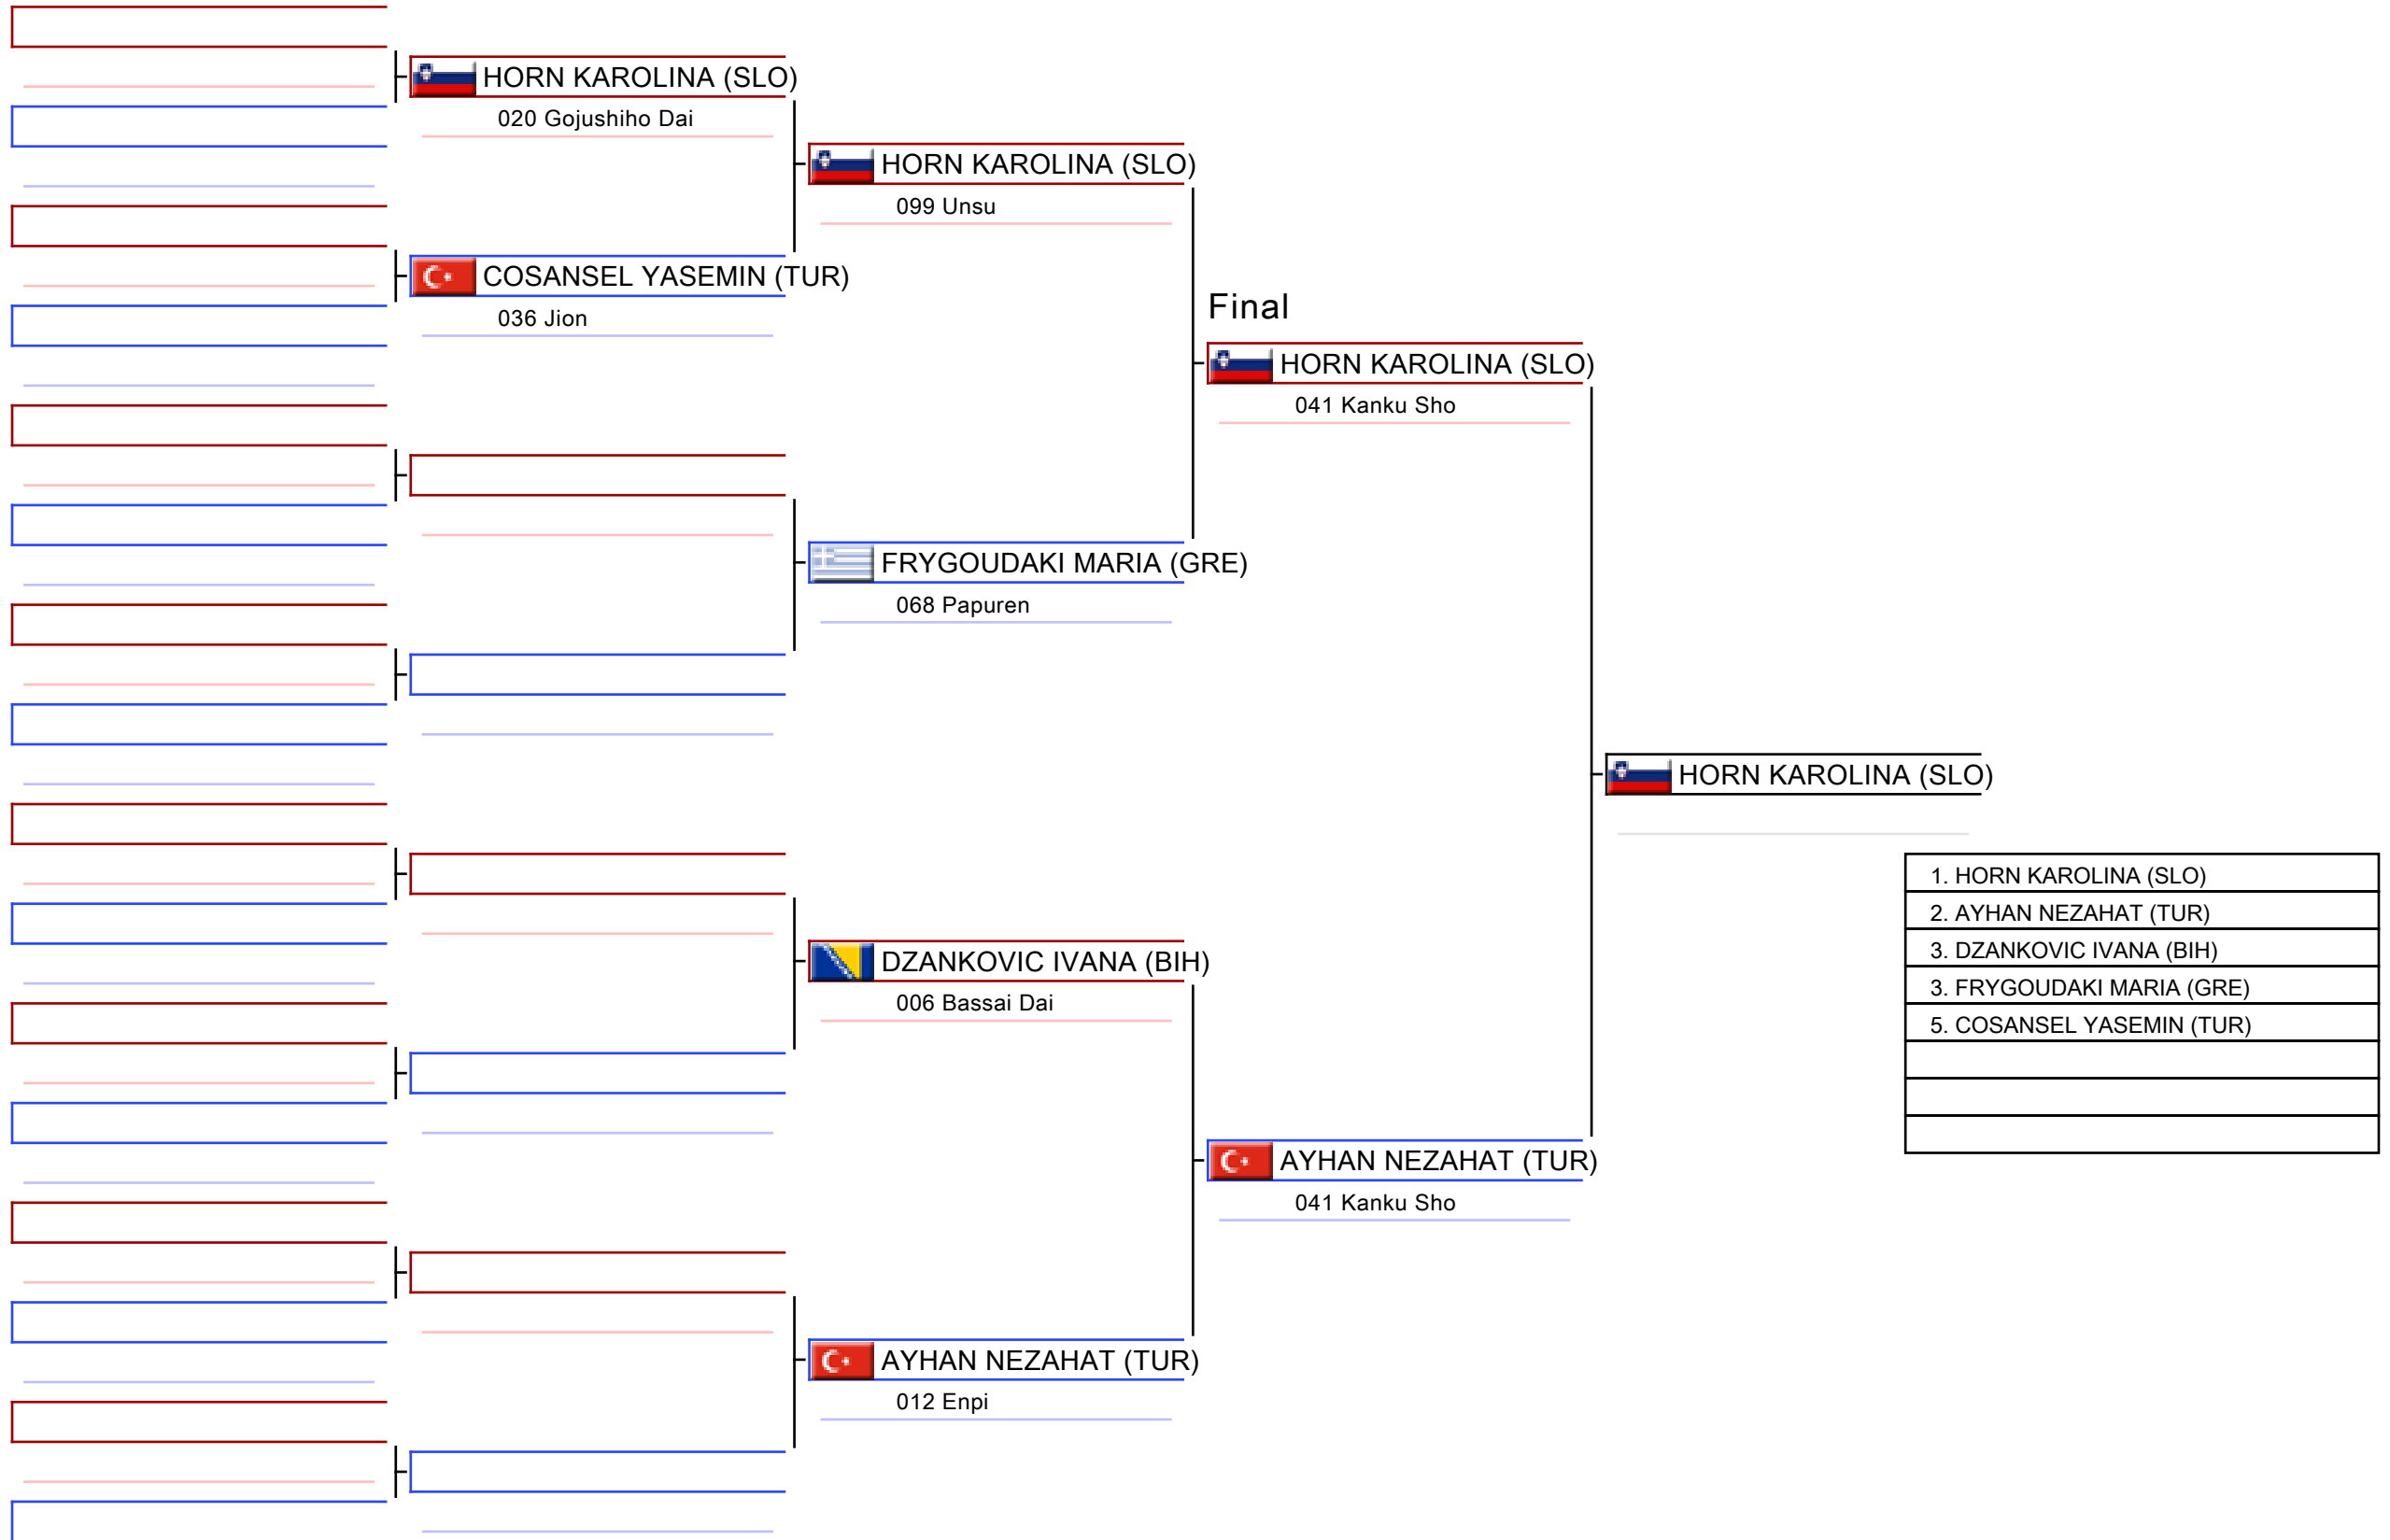 HORN KAROLINA (SLO)
020 Gojushiho Dai
COSANSEL YASEMIN (TUR)
036 Jion
HORN KAROLINA (SLO)
099 Unsu
FRYGOUDAKI MARIA (GRE)
068 Papuren
DZANKOVIC IVANA (BIH)
006 Bassai Dai
AYHAN NEZAHAT (TUR)
012 Enpi
Final
HORN KAROLINA (SLO)
041 Kanku Sho
AYHAN NEZAHAT (TUR)
041 Kanku Sho
HORN KAROLINA (SLO)
1. HORN KAROLINA (SLO)
2. AYHAN NEZAHAT (TUR)
3. DZANKOVIC IVANA (BIH)
3. FRYGOUDAKI MARIA (GRE)
5. COSANSEL YASEMIN (TUR)